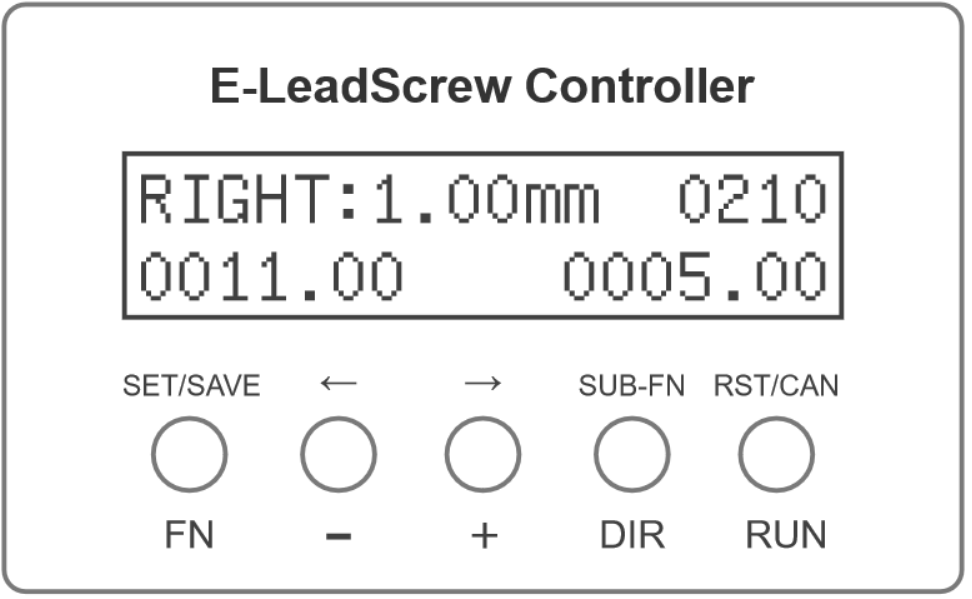 E-LeadScrew Controller
RIGHT:1.00mm 0210
0011.00 0005.00
SET/SAVE ← → SUB-FN RST/CAN
FN - + DIR RUN